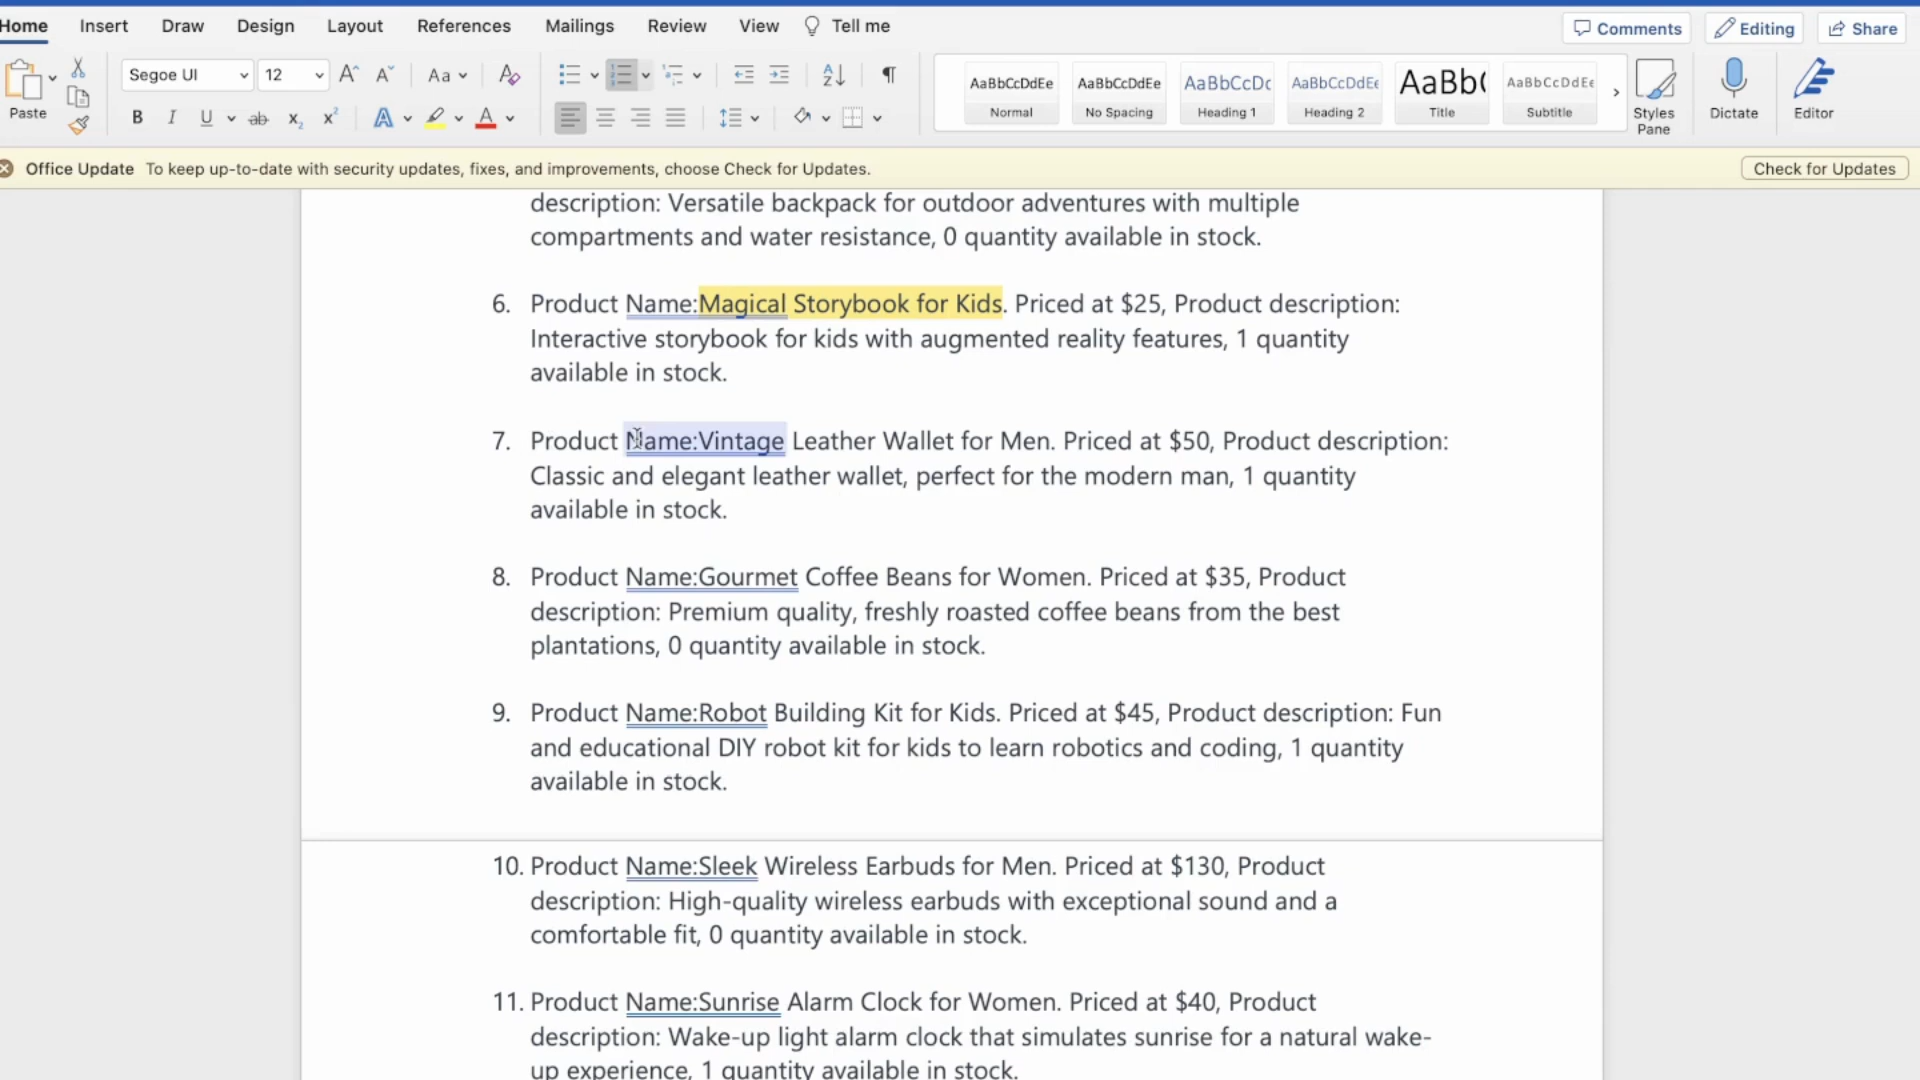 Home Insert Draw Design Layout References Mailings Review View Tell me Comments Editing Share
Segoe UI 12 Aa
Paste
B I U ab x₂ x² A A
AaBbCcDdEe Normal
AaBbCcDdEe No Spacing
AaBbCcDc Heading 1
AaBbCcDdEe Heading 2
AaBb( Title
AaBbCcDdEe Subtitle
Styles Pane
Dictate
Editor
Office Update To keep up-to-date with security updates, fixes, and improvements, choose Check for Updates. Check for Updates
description: Versatile backpack for outdoor adventures with multiple
compartments and water resistance, 0 quantity available in stock.
6. Product Name:Magical Storybook for Kids. Priced at $25, Product description:
Interactive storybook for kids with augmented reality features, 1 quantity
available in stock.
7. Product Name:Vintage Leather Wallet for Men. Priced at $50, Product description:
Classic and elegant leather wallet, perfect for the modern man, 1 quantity
available in stock.
8. Product Name:Gourmet Coffee Beans for Women. Priced at $35, Product
description: Premium quality, freshly roasted coffee beans from the best
plantations, 0 quantity available in stock.
9. Product Name:Robot Building Kit for Kids. Priced at $45, Product description: Fun
and educational DIY robot kit for kids to learn robotics and coding, 1 quantity
available in stock.
10. Product Name:Sleek Wireless Earbuds for Men. Priced at $130, Product
description: High-quality wireless earbuds with exceptional sound and a
comfortable fit, 0 quantity available in stock.
11. Product Name:Sunrise Alarm Clock for Women. Priced at $40, Product
description: Wake-up light alarm clock that simulates sunrise for a natural wake-
up experience, 1 quantity available in stock.